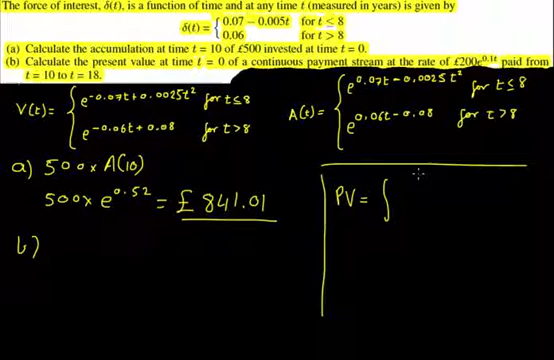 The force of interest, δ(t), is a function of time and at any time t (measured in years) is given by
δ(t) = { 0.07 − 0.005t for t ≤ 8
0.06 for t > 8
(a) Calculate the accumulation at time t = 10 of £500 invested at time t = 0.
(b) Calculate the present value at time t = 0 of a continuous payment stream at the rate of £200e^0.1t paid from
t = 10 to t = 18.
V(t) = { e^-0.07t+0.0025t² for t≤8
e^-0.06t+0.08 for t>8
A(t) = { e^0.07t-0.0025t² for t≤8
e^0.06t-0.08 for t>8
a) 500 x A(10)
500 x e^0.52 = £841.01
b)
PV = ∫